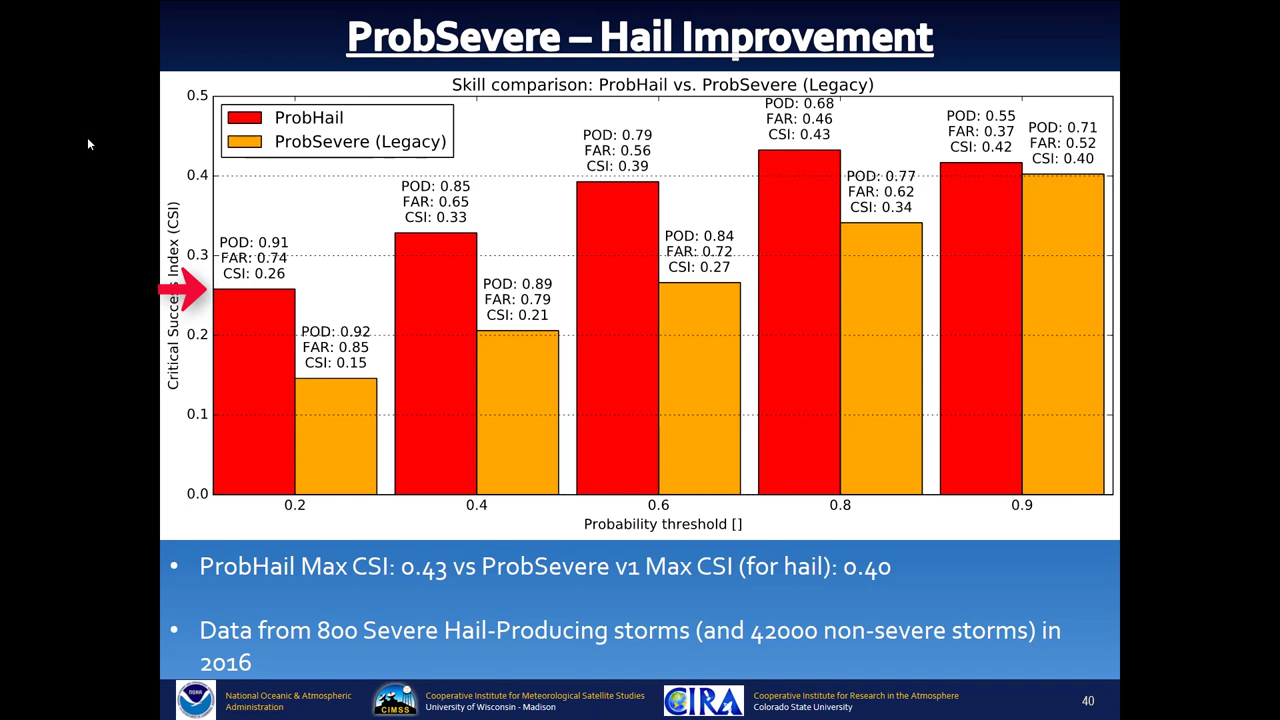 ProbSevere – Hail Improvement
Skill comparison: ProbHail vs. ProbSevere (Legacy)
ProbHail
ProbSevere (Legacy)
Critical Success Index (CSI)
0.5
0.4
0.3
0.2
0.1
0.0
POD: 0.91
FAR: 0.74
CSI: 0.26
POD: 0.92
FAR: 0.85
CSI: 0.15
POD: 0.85
FAR: 0.65
CSI: 0.33
POD: 0.89
FAR: 0.79
CSI: 0.21
POD: 0.79
FAR: 0.56
CSI: 0.39
POD: 0.84
FAR: 0.72
CSI: 0.27
POD: 0.68
FAR: 0.46
CSI: 0.43
POD: 0.77
FAR: 0.62
CSI: 0.34
POD: 0.55
FAR: 0.37
CSI: 0.42
POD: 0.71
FAR: 0.52
CSI: 0.40
0.2
0.4
0.6
0.8
0.9
Probability threshold []
• ProbHail Max CSI: 0.43 vs ProbSevere v1 Max CSI (for hail): 0.40
• Data from 800 Severe Hail-Producing storms (and 42000 non-severe storms) in
2016
NOAA
National Oceanic & Atmospheric
Administration
CIMSS
Cooperative Institute for Meteorological Satellite Studies
University of Wisconsin - Madison
CIRA
Cooperative Institute for Research in the Atmosphere
Colorado State University
40